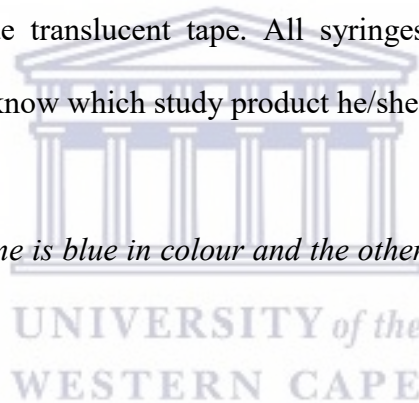 translucent tape. All syringes
know which study product he/she
is blue in colour and the other
UNIVERSITY of the
WESTERN CAPE